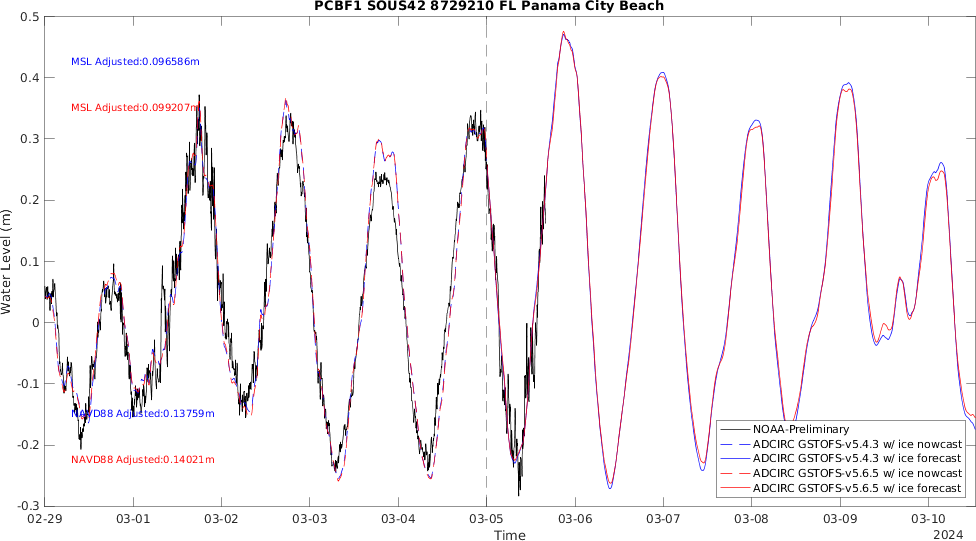 PCBF1 SOUS42 8729210 FL Panama City Beach
0.5
0.4
0.3
0.2
0.1
0
-0.1
-0.2
-0.3
Water Level (m)
MSL Adjusted:0.096586m
MSL Adjusted:0.099207m
NAVD88 Adjusted:0.13759m
NAVD88 Adjusted:0.14021m
NOAA-Preliminary
ADCIRC GSTOFS-v5.4.3 w/ ice nowcast
ADCIRC GSTOFS-v5.4.3 w/ ice forecast
ADCIRC GSTOFS-v5.6.5 w/ ice nowcast
ADCIRC GSTOFS-v5.6.5 w/ ice forecast
02-29 03-01 03-02 03-03 03-04 03-05 03-06 03-07 03-08 03-09 03-10
Time
2024